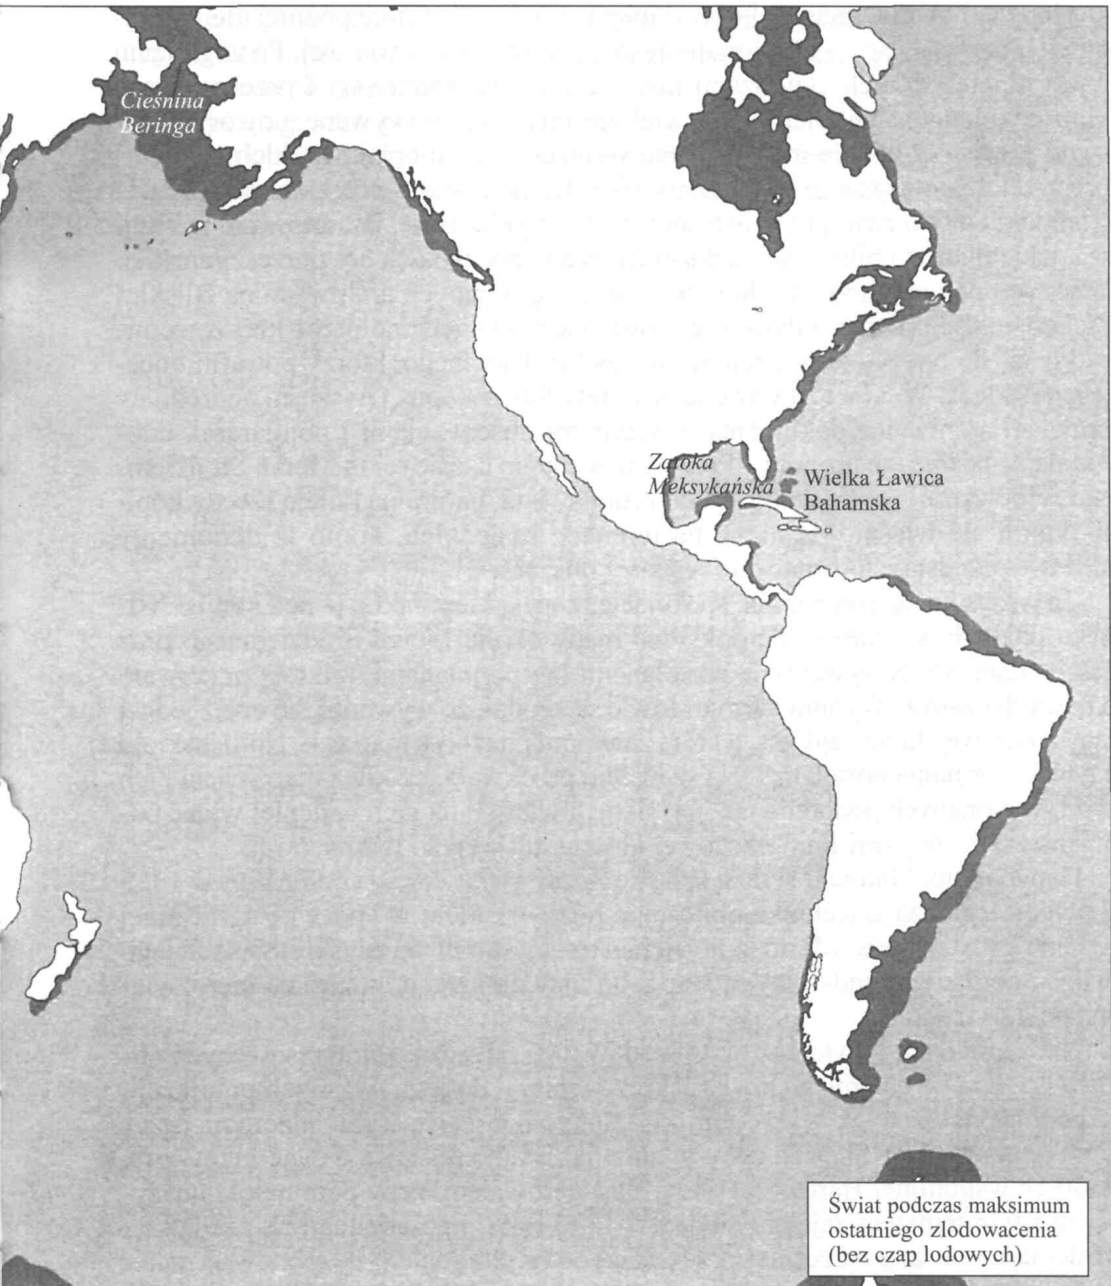 Cieśnina
Beringa
Zatoka
Meksykańska
Wielka Ławica
Bahamska
Świat podczas maksimum
ostatniego zlodowacenia
(bez czap lodowych)